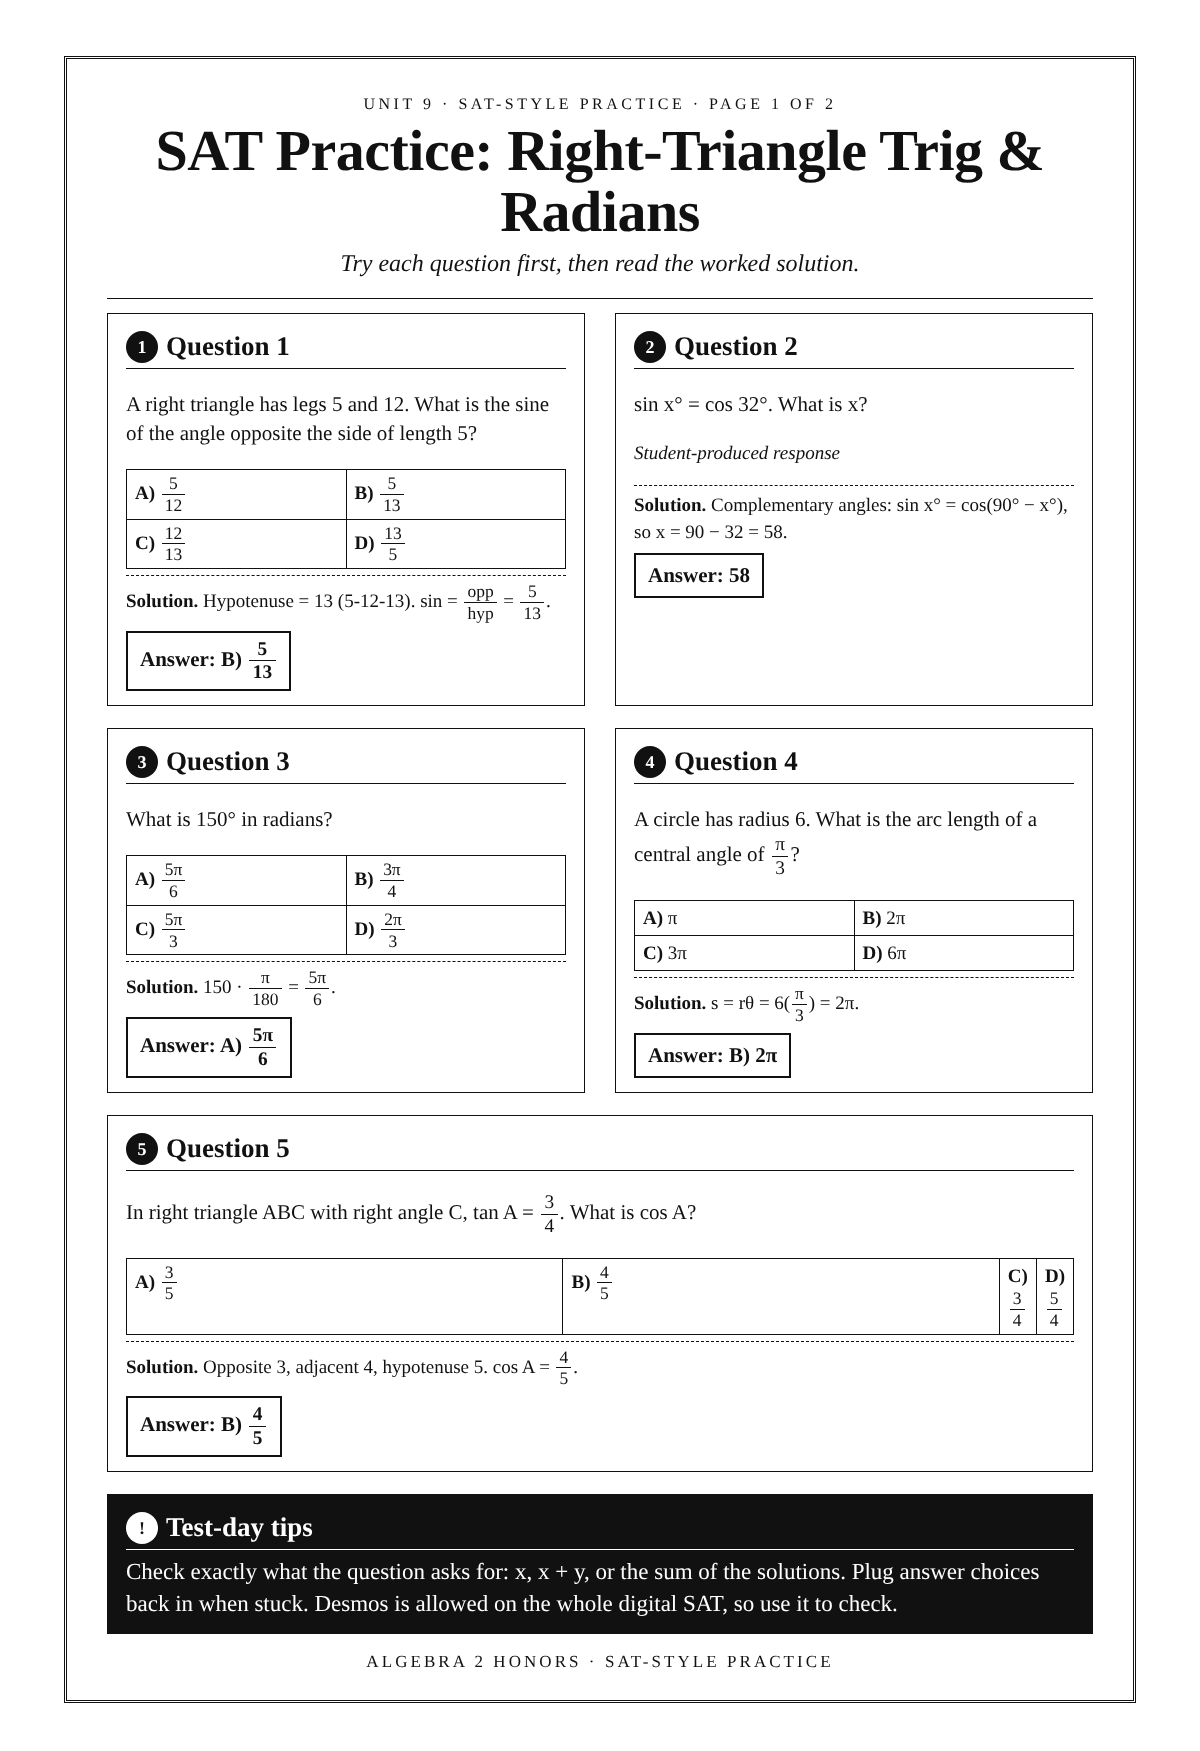 UNIT 9 · SAT-STYLE PRACTICE · PAGE 1 OF 2
SAT Practice: Right-Triangle Trig &
Radians
Try each question first, then read the worked solution.
1 Question 1
A right triangle has legs 5 and 12. What is the sine
of the angle opposite the side of length 5?
A) 5/12 B) 5/13
C) 12/13 D) 13/5
Solution. Hypotenuse = 13 (5-12-13). sin = opp/hyp = 5/13.
Answer: B) 5/13
2 Question 2
sin x° = cos 32°. What is x?
Student-produced response
Solution. Complementary angles: sin x° = cos(90° − x°),
so x = 90 − 32 = 58.
Answer: 58
3 Question 3
What is 150° in radians?
A) 5π/6 B) 3π/4
C) 5π/3 D) 2π/3
Solution. 150 · π/180 = 5π/6.
Answer: A) 5π/6
4 Question 4
A circle has radius 6. What is the arc length of a
central angle of π/3?
A) π B) 2π
C) 3π D) 6π
Solution. s = rθ = 6(π/3) = 2π.
Answer: B) 2π
5 Question 5
In right triangle ABC with right angle C, tan A = 3/4. What is cos A?
A) 3/5 B) 4/5 C) 3/4 D) 5/4
Solution. Opposite 3, adjacent 4, hypotenuse 5. cos A = 4/5.
Answer: B) 4/5
! Test-day tips
Check exactly what the question asks for: x, x + y, or the sum of the solutions. Plug answer choices
back in when stuck. Desmos is allowed on the whole digital SAT, so use it to check.
ALGEBRA 2 HONORS · SAT-STYLE PRACTICE